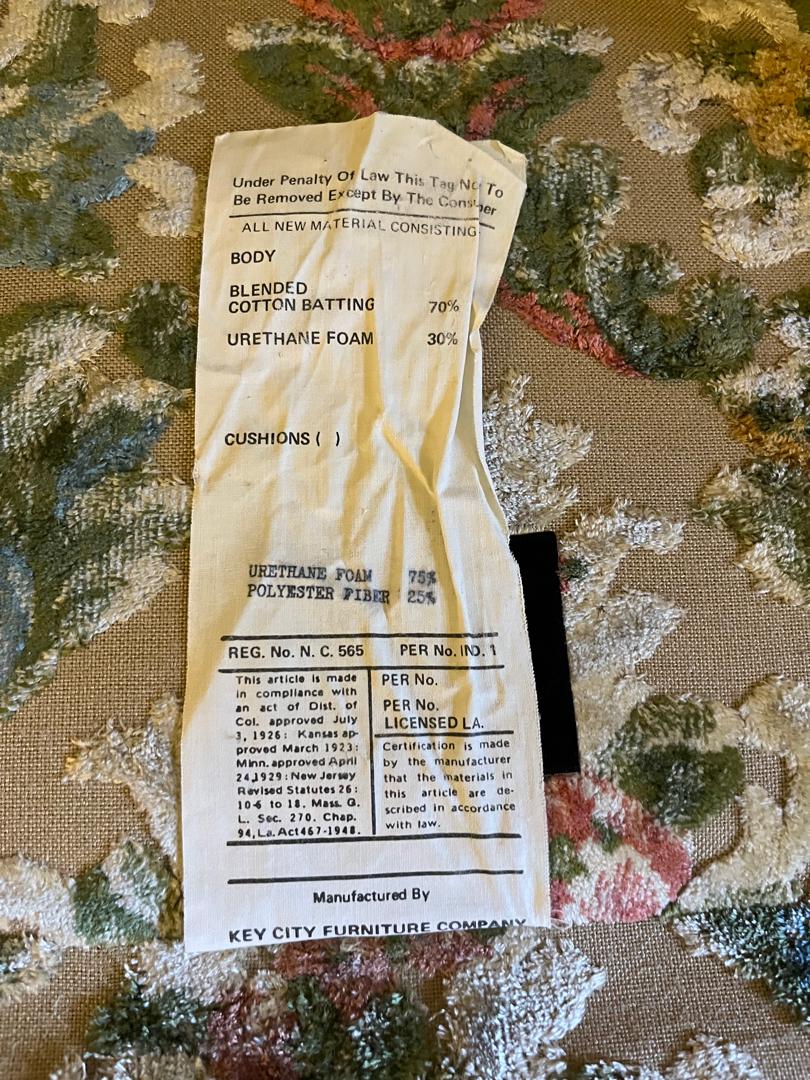 Under Penalty Of Law This Tag Not To
Be Removed Except By The Consumer
ALL NEW MATERIAL CONSISTING
BODY
BLENDED
COTTON BATTING 70%
URETHANE FOAM 30%
CUSHIONS ( )
URETHANE FOAM 75%
POLYESTER FIBER 25%
REG. No. N. C. 565 PER No. IND. 1
This article is made
in compliance with
an act of Dist. of
Col. approved July
3, 1926: Kansas ap-
proved March 1923:
Minn. approved April
24,1929: New Jersey
Revised Statutes 26:
10-6 to 18. Mass. G.
L. Sec. 270. Chap.
94, La. Act 467-1948.
PER No.
PER No.
LICENSED LA.
Certification is made
by the manufacturer
that the materials in
this article are de-
scribed in accordance
with law.
Manufactured By
KEY CITY FURNITURE COMPANY